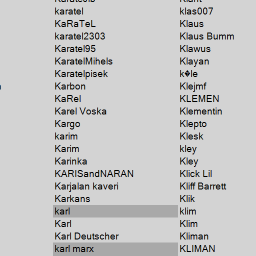 karatel
KaRaTeL
karatel2303
Karatel95
KaratelMihels
Karatelpisek
Karbon
KaRel
Karel Voska
Kargo
karim
Karim
Karinka
KARISandNARAN
Karjalan kaveri
Karkans
karl
Karl
Karl Deutscher
karl marx
klas007
Klaus
Klaus Bumm
Klawus
Klayan
k�le
Klejmf
KLEMEN
Klementin
Klepto
Klesk
kley
Kley
Klick Lil
Kliff Barrett
Klik
klim
Klim
Kliman
KLIMAN